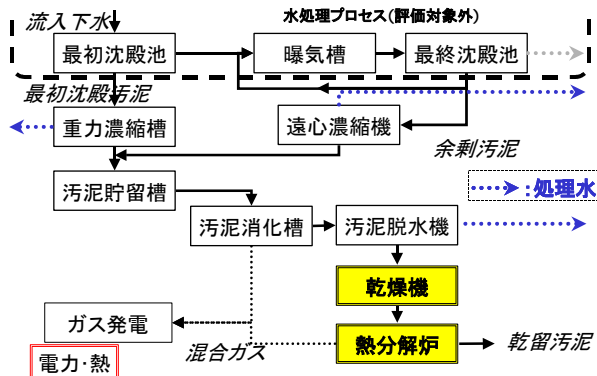 水処理プロセス(評価対象外)
流入下水
最初沈殿池
曝気槽
最終沈殿池
最初沈殿汚泥
重力濃縮槽
遠心濃縮機
余剰汚泥
汚泥貯留槽
:処理水
汚泥消化槽
汚泥脱水機
乾燥機
ガス発電
混合ガス
熱分解炉
乾留汚泥
電力・熱